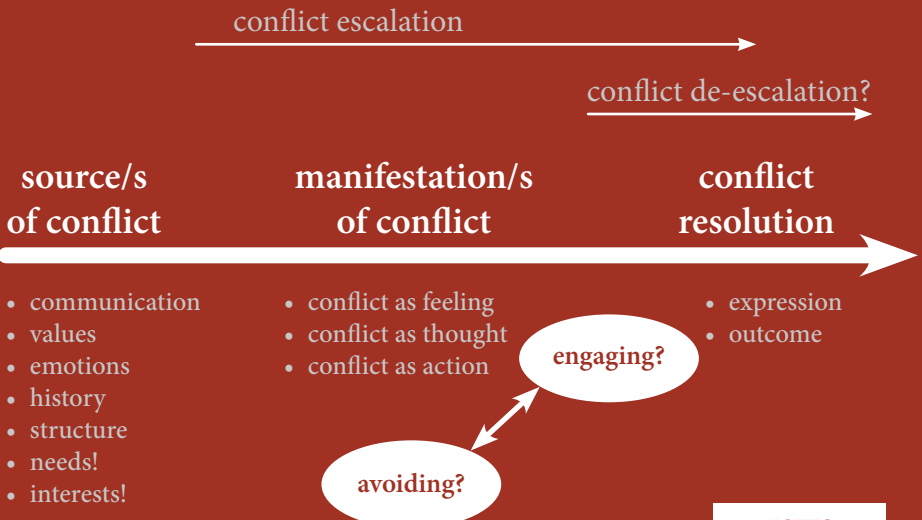 conflict escalation
conflict de-escalation?
source/s
of conflict
manifestation/s
of conflict
conflict
resolution
• communication
• values
• emotions
• history
• structure
• needs!
• interests!
• conflict as feeling
• conflict as thought
• conflict as action
engaging?
avoiding?
• expression
• outcome